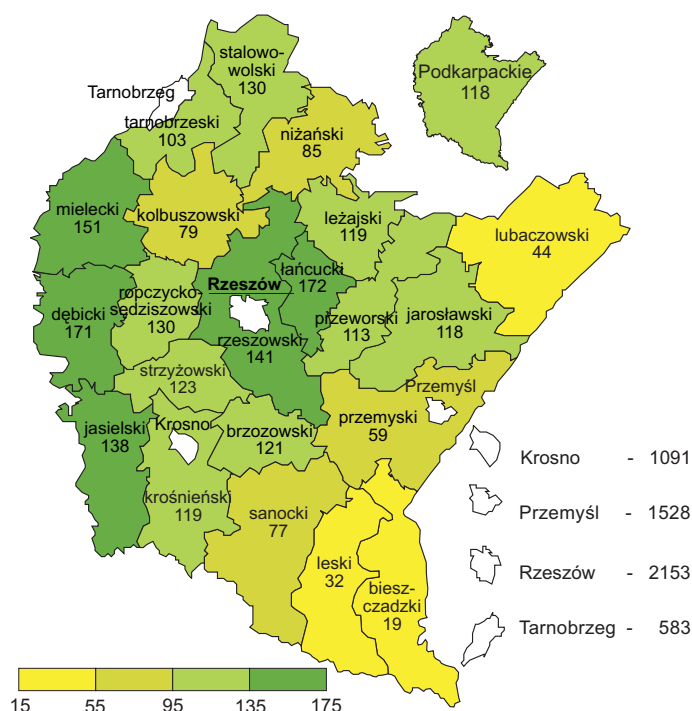 stalowo-
wolski
130
Podkarpackie
118
Tarnobrzeg
tarnobrzeski
103
niżański
85
mielecki
151
kolbuszowski
79
leżajski
119
lubaczowski
44
łańcucki
172
Rzeszów
ropczycko-
sędziszowski
130
dębicki
171
rzeszowski
141
przeworski
113
jarosławski
118
strzyżowski
123
Przemyśl
przemyski
59
jasielski
138
Krosno
brzozowski
121
krośnieński
119
sanocki
77
leski
32
biesz-
czadzki
19
Krosno - 1091
Przemyśl - 1528
Rzeszów - 2153
Tarnobrzeg - 583
15 55 95 135 175